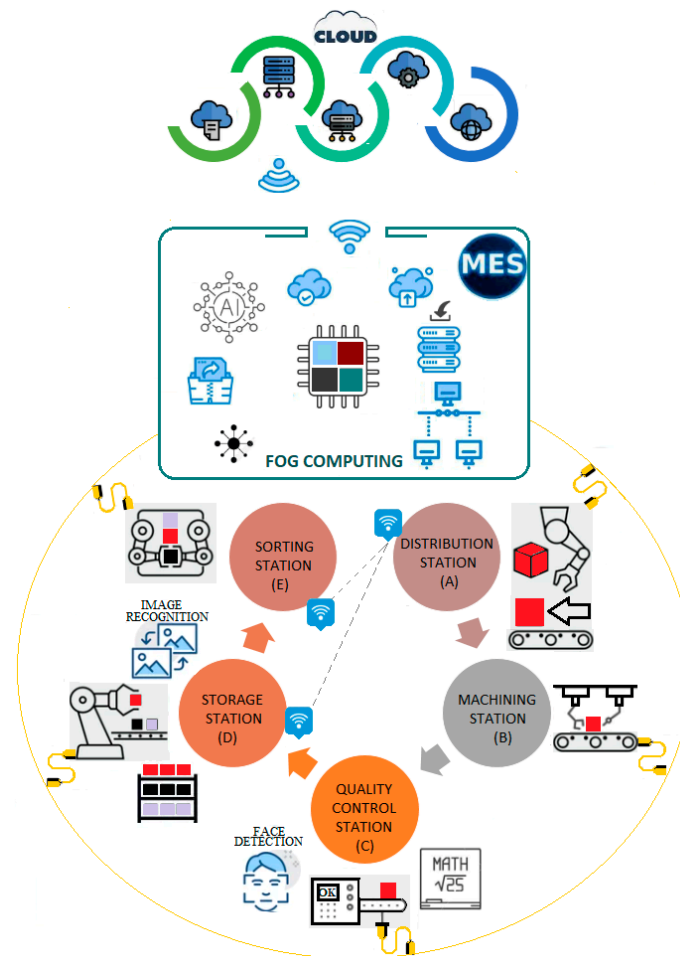 CLOUD
MES
AI
FOG COMPUTING
SORTING
STATION
(E)
DISTRIBUTION
STATION
(A)
IMAGE
RECOGNITION
STORAGE
STATION
(D)
MACHINING
STATION
(B)
QUALITY
CONTROL
STATION
(C)
FACE
DETECTION
OK
MATH
√25